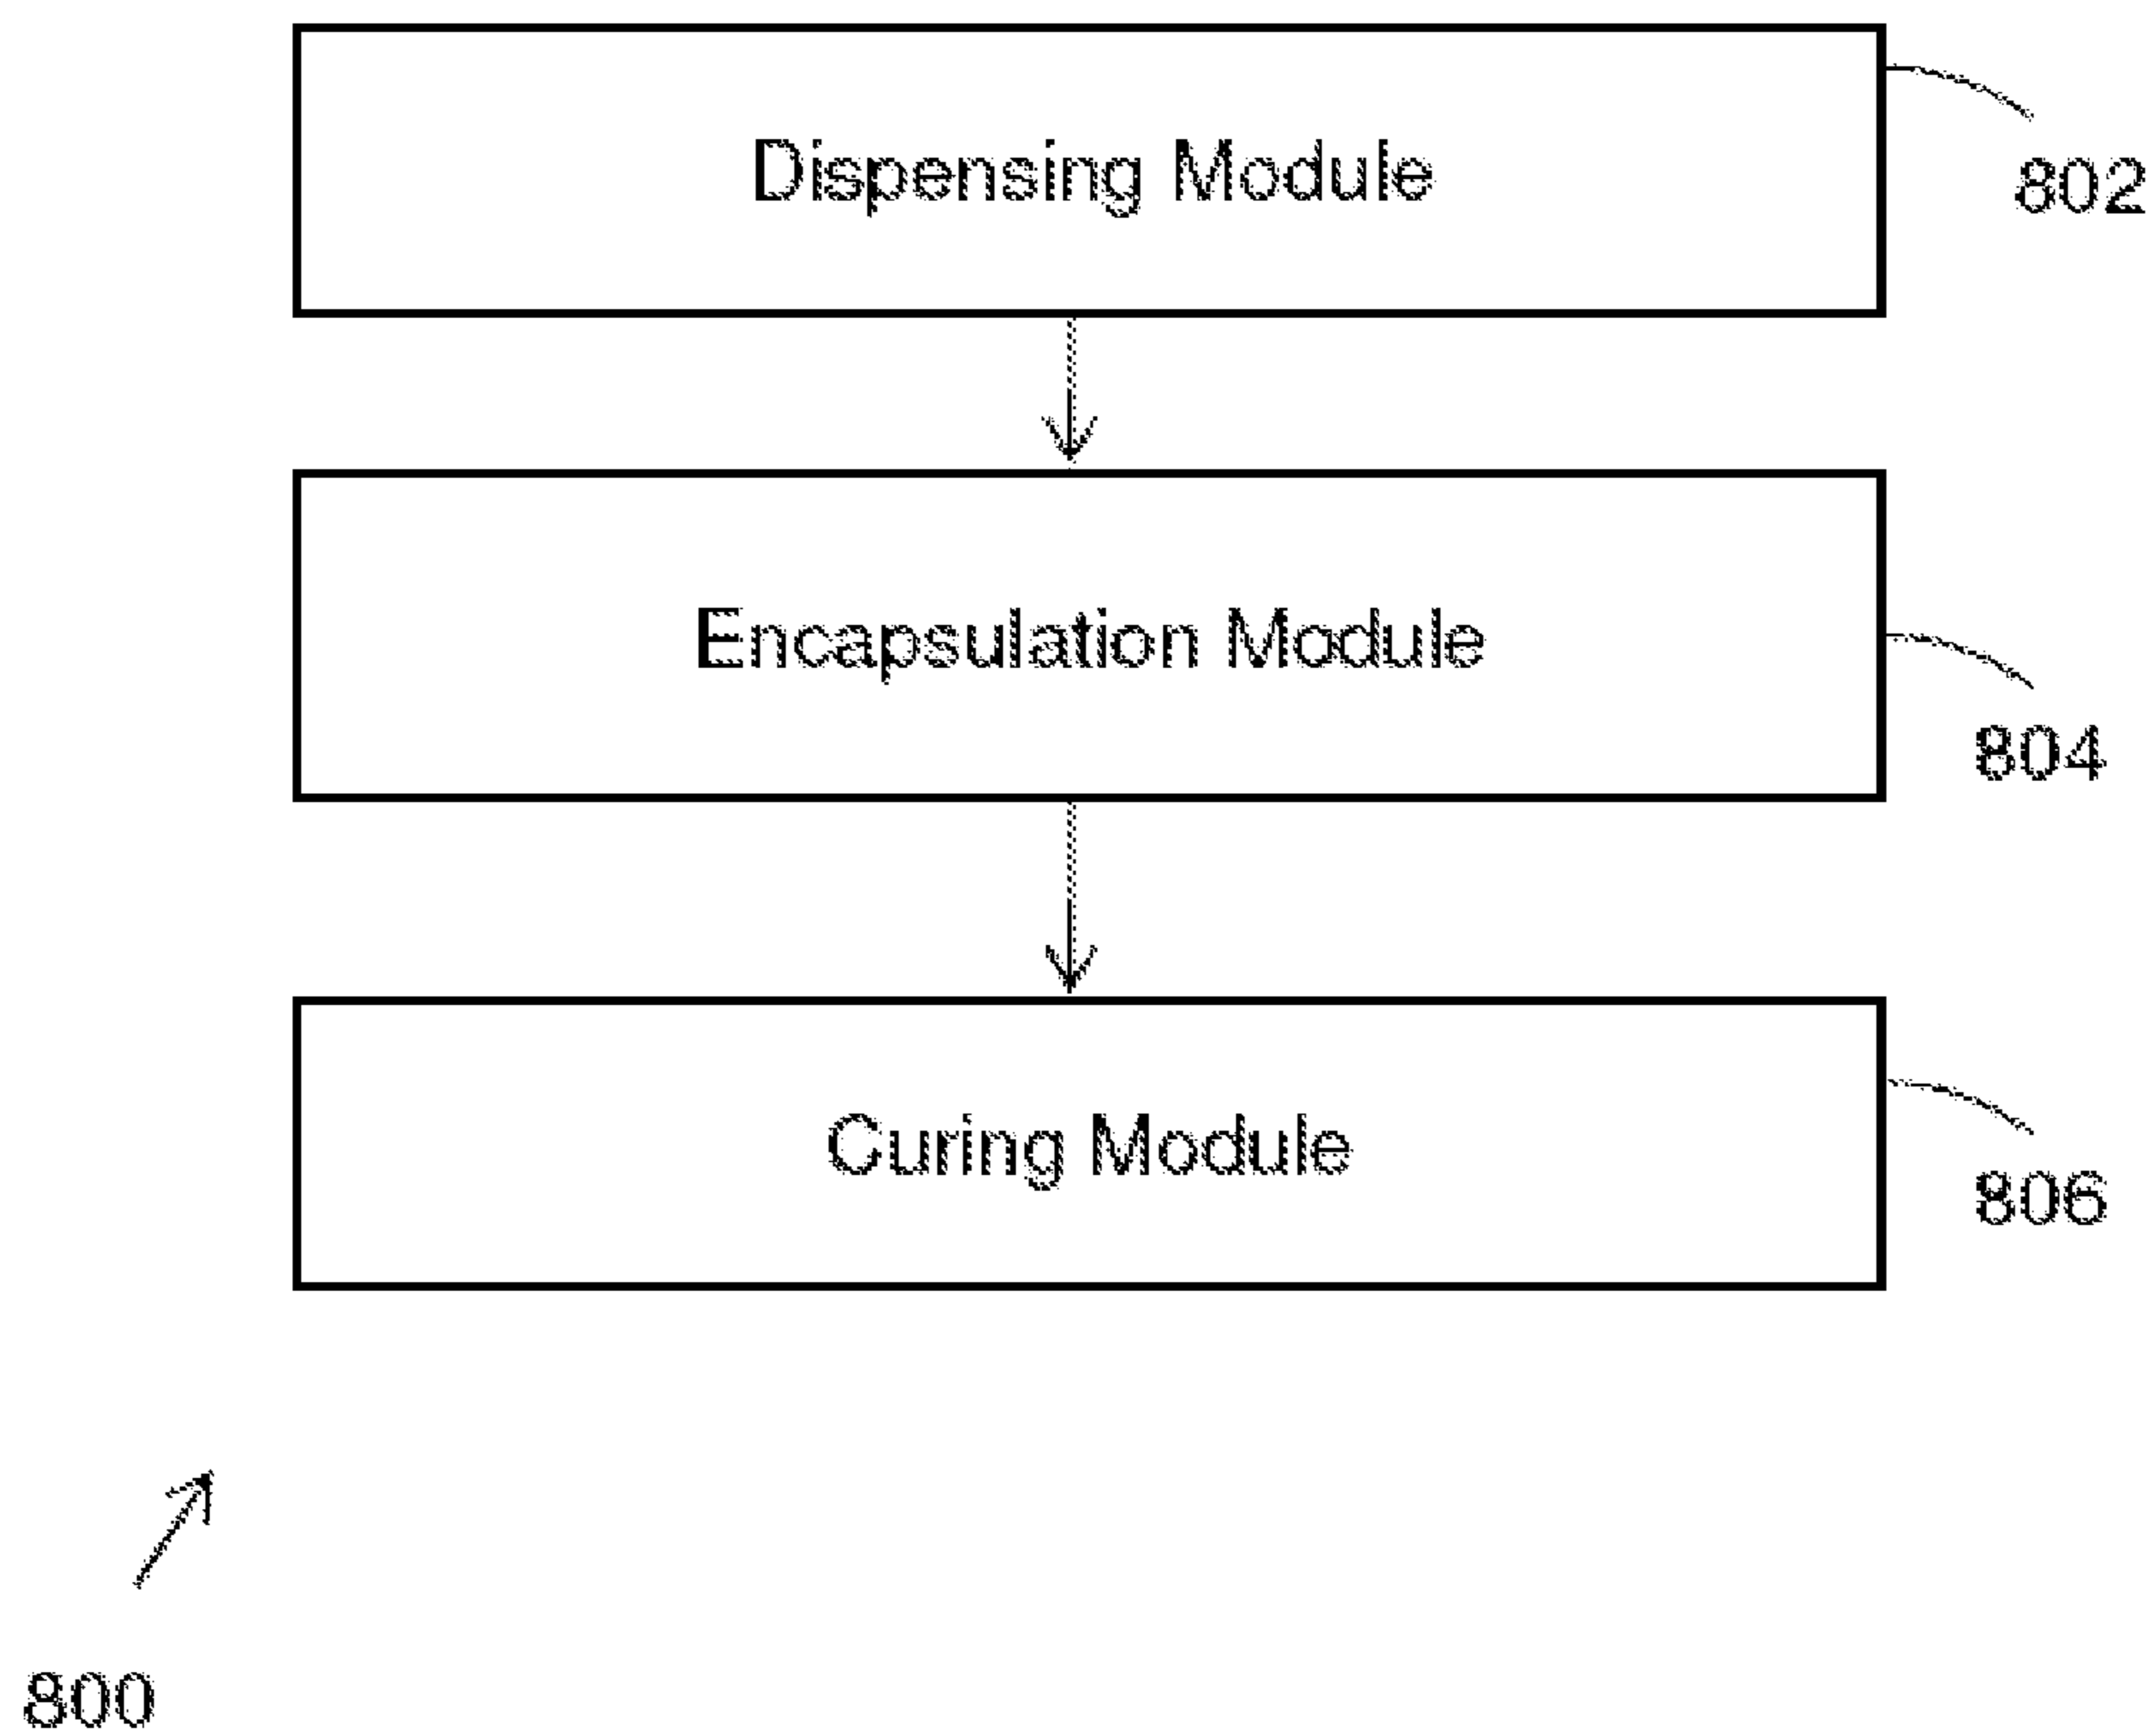 Dispensing Module
802
Encapsulation Module
804
Curing Module
806
800